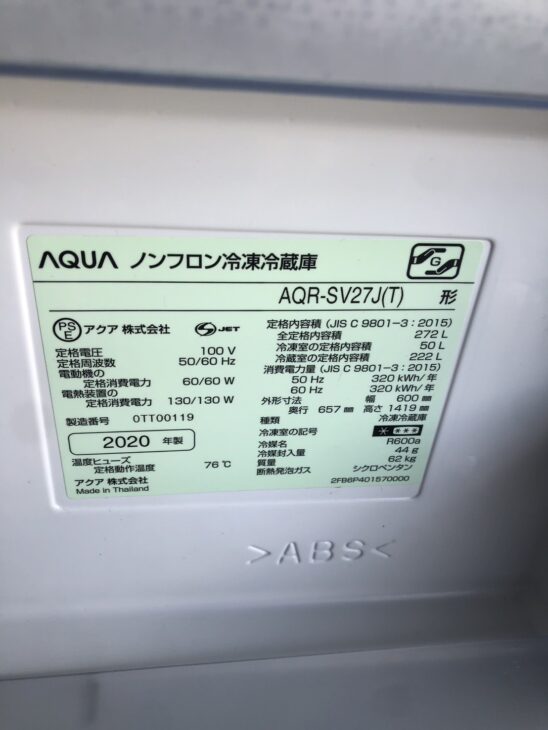 AQUA ノンフロン冷凍冷蔵庫
G
AQR-SV27J(T) 形
PS E アクア 株式会社 S JET
定格電圧 100 V
定格周波数 50/60 Hz
電動機の
定格消費電力 60/60 W
電熱装置の
定格消費電力 130/130 W
製造番号 0TT00119
2020 年製
温度ヒューズ
定格動作温度 76 ℃
アクア 株式会社
Made in Thailand
定格内容積 (JIS C 9801-3 : 2015)
全定格内容積 272 L
冷凍室の定格内容積 50 L
冷蔵室の定格内容積 222 L
消費電力量 (JIS C 9801-3 : 2015)
50 Hz 320 kWh/年
60 Hz 320 kWh/年
外形寸法 幅 600 mm
奥行 657 mm 高さ 1419 mm
種類 冷凍冷蔵庫
冷凍室の記号 ****
冷媒名 R600a
冷媒封入量 44 g
質量 62 kg
断熱発泡ガス シクロペンタン
2FB6P401570000
>ABS<